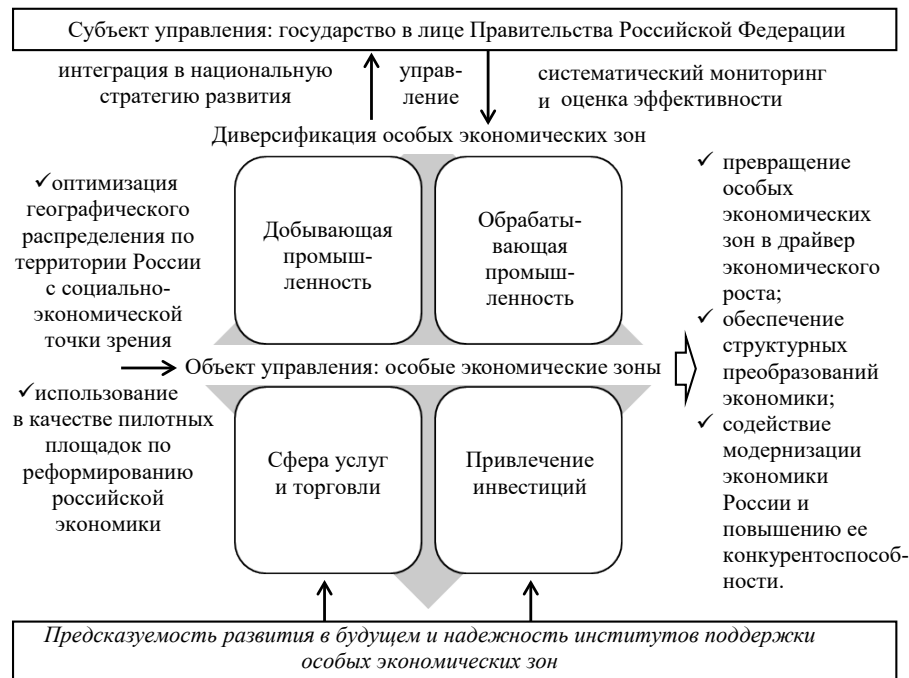 Субъект управления: государство в лице Правительства Российской Федерации
интеграция в национальную
стратегию развития
управ-
ление
систематический мониторинг
и оценка эффективности
Диверсификация особых экономических зон
✓оптимизация
географического
распределения по
территории России
с социально-
экономической
точки зрения
Добывающая
промыш-
ленность
Обрабаты-
вающая
промыш-
ленность
Объект управления: особые экономические зоны
✓использование
в качестве пилотных
площадок по
реформированию
российской
экономики
Сфера услуг
и торговли
Привлечение
инвестиций
✓ превращение
особых
экономических
зон в драйвер
экономического
роста;
✓ обеспечение
структурных
преобразований
экономики;
✓ содействие
модернизации
экономики
России и
повышению ее
конкурентоспособ-
ности.
Предсказуемость развития в будущем и надежность институтов поддержки
особых экономических зон